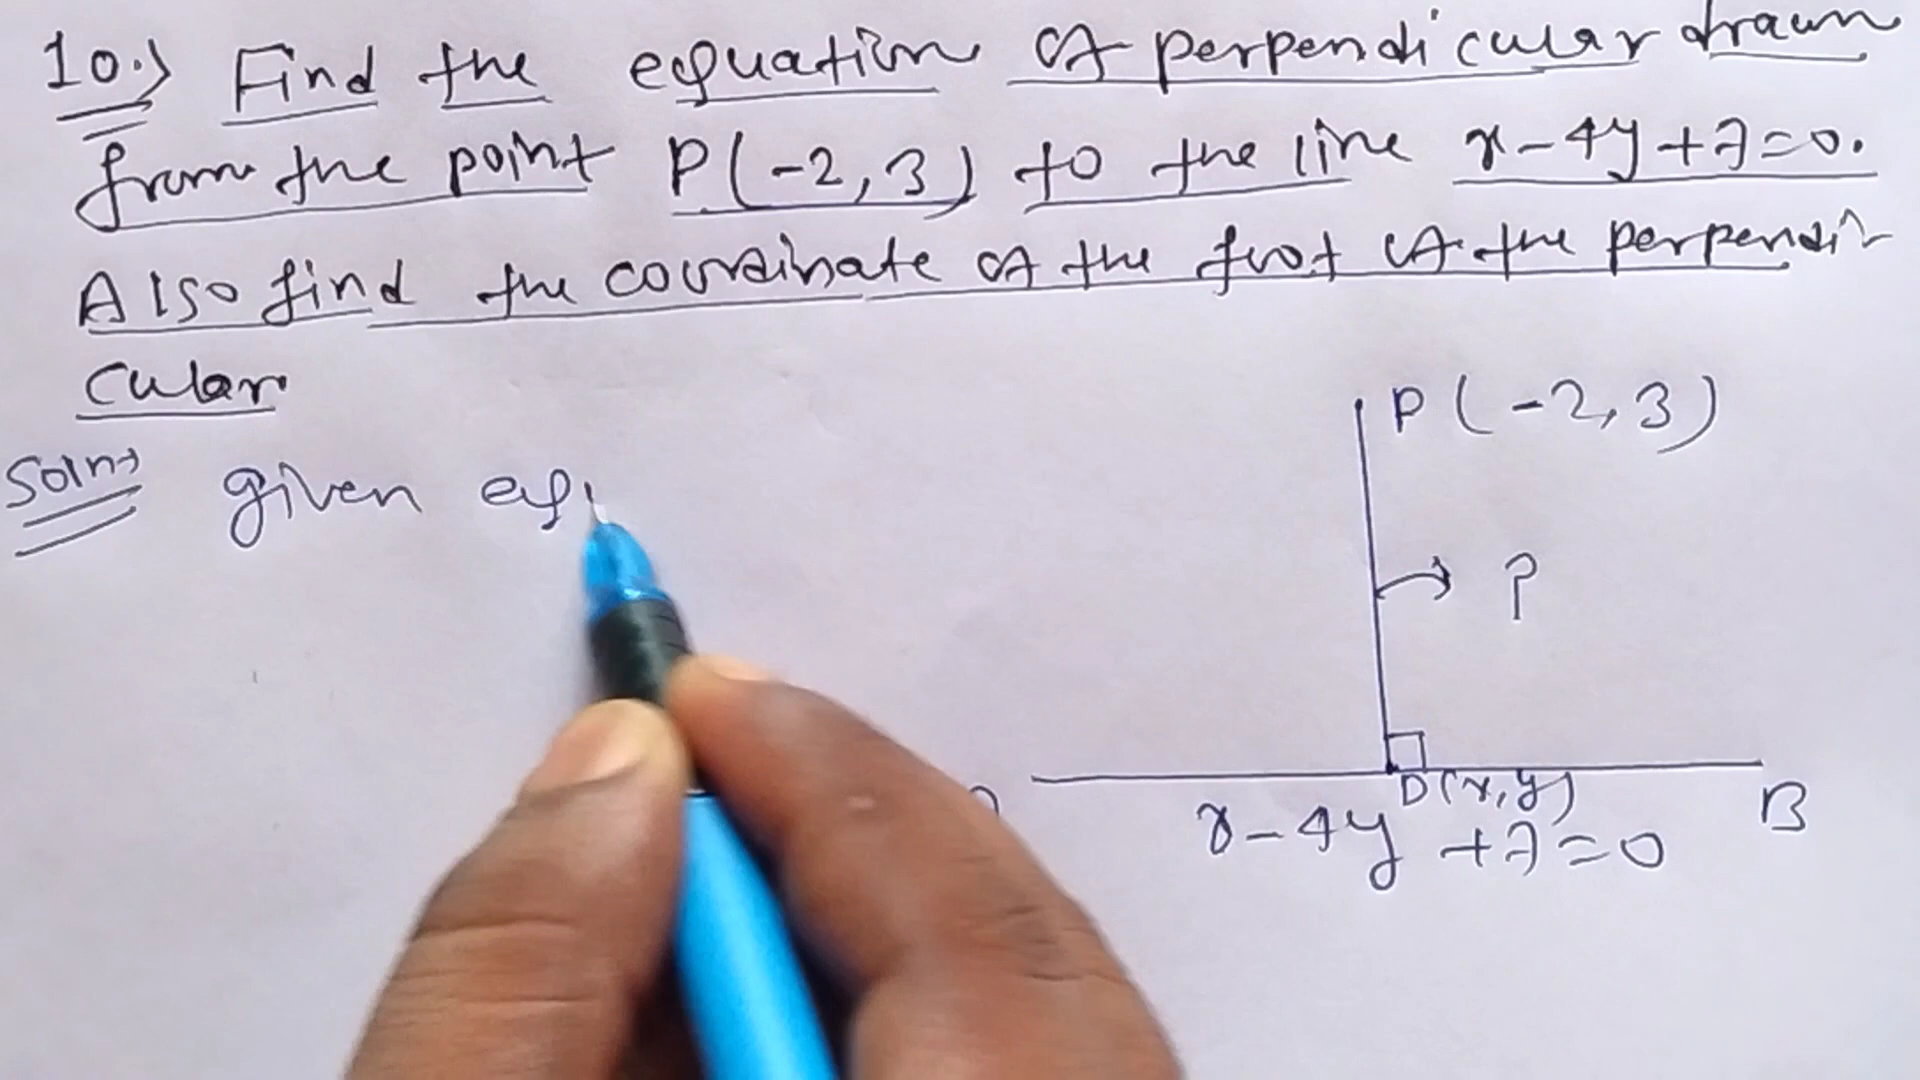 10.) Find the equation of perpendicular drawn
from the point P(-2,3) to the line x-4y+7=0.
Also find the coordinate of the foot of the perpendi
cular
Soln→ given eq
P(-2,3)
?
D(x,y)
B
x-4y+7=0